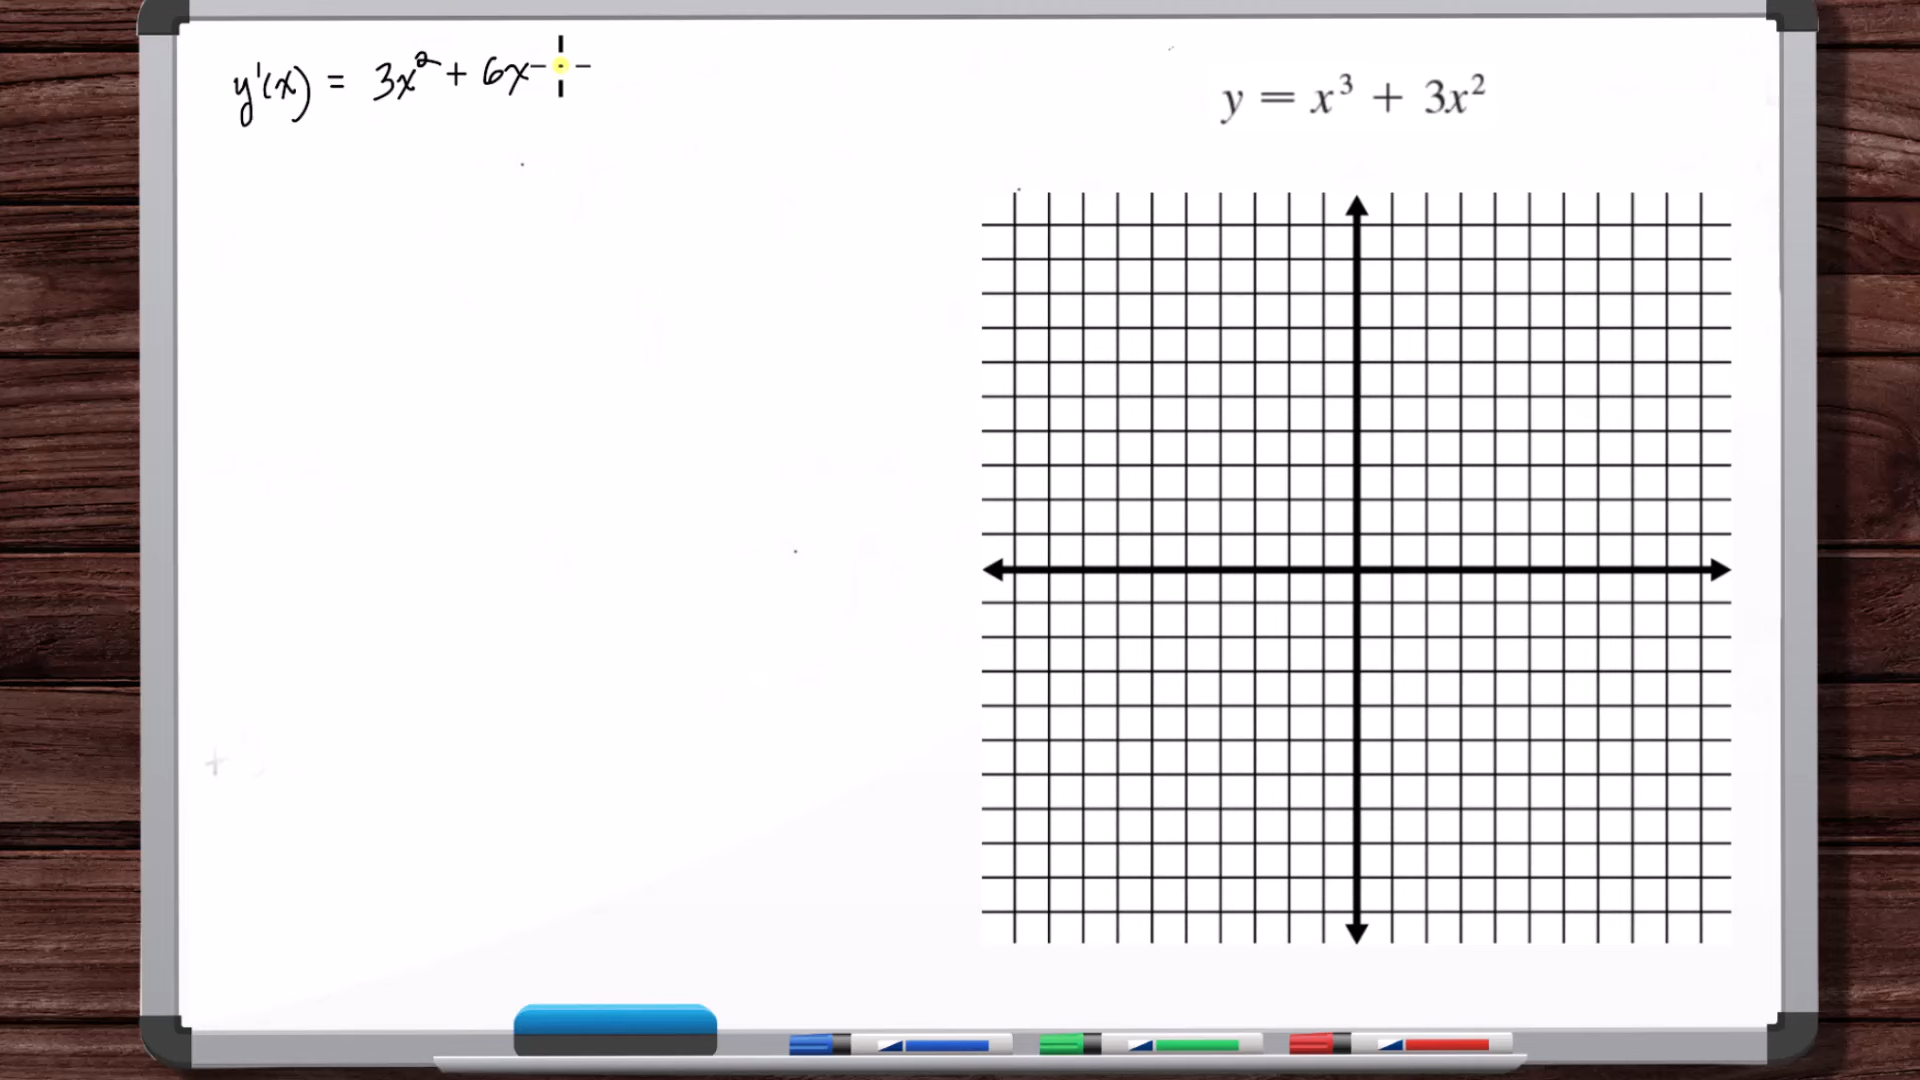 y'(x) = 3x² + 6x
y = x³ + 3x²